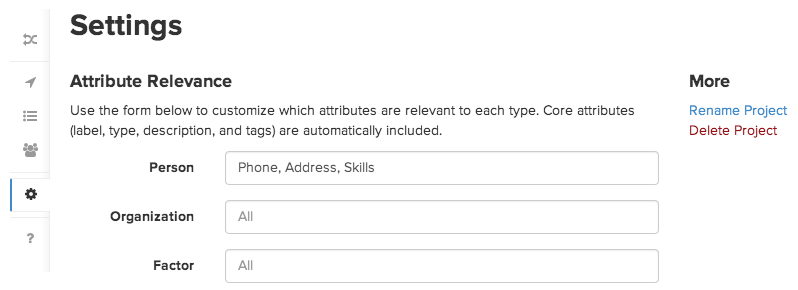 Settings
Attribute Relevance
Use the form below to customize which attributes are relevant to each type. Core attributes
(label, type, description, and tags) are automatically included.
Person
Phone, Address, Skills
Organization
All
Factor
All
More
Rename Project
Delete Project
?